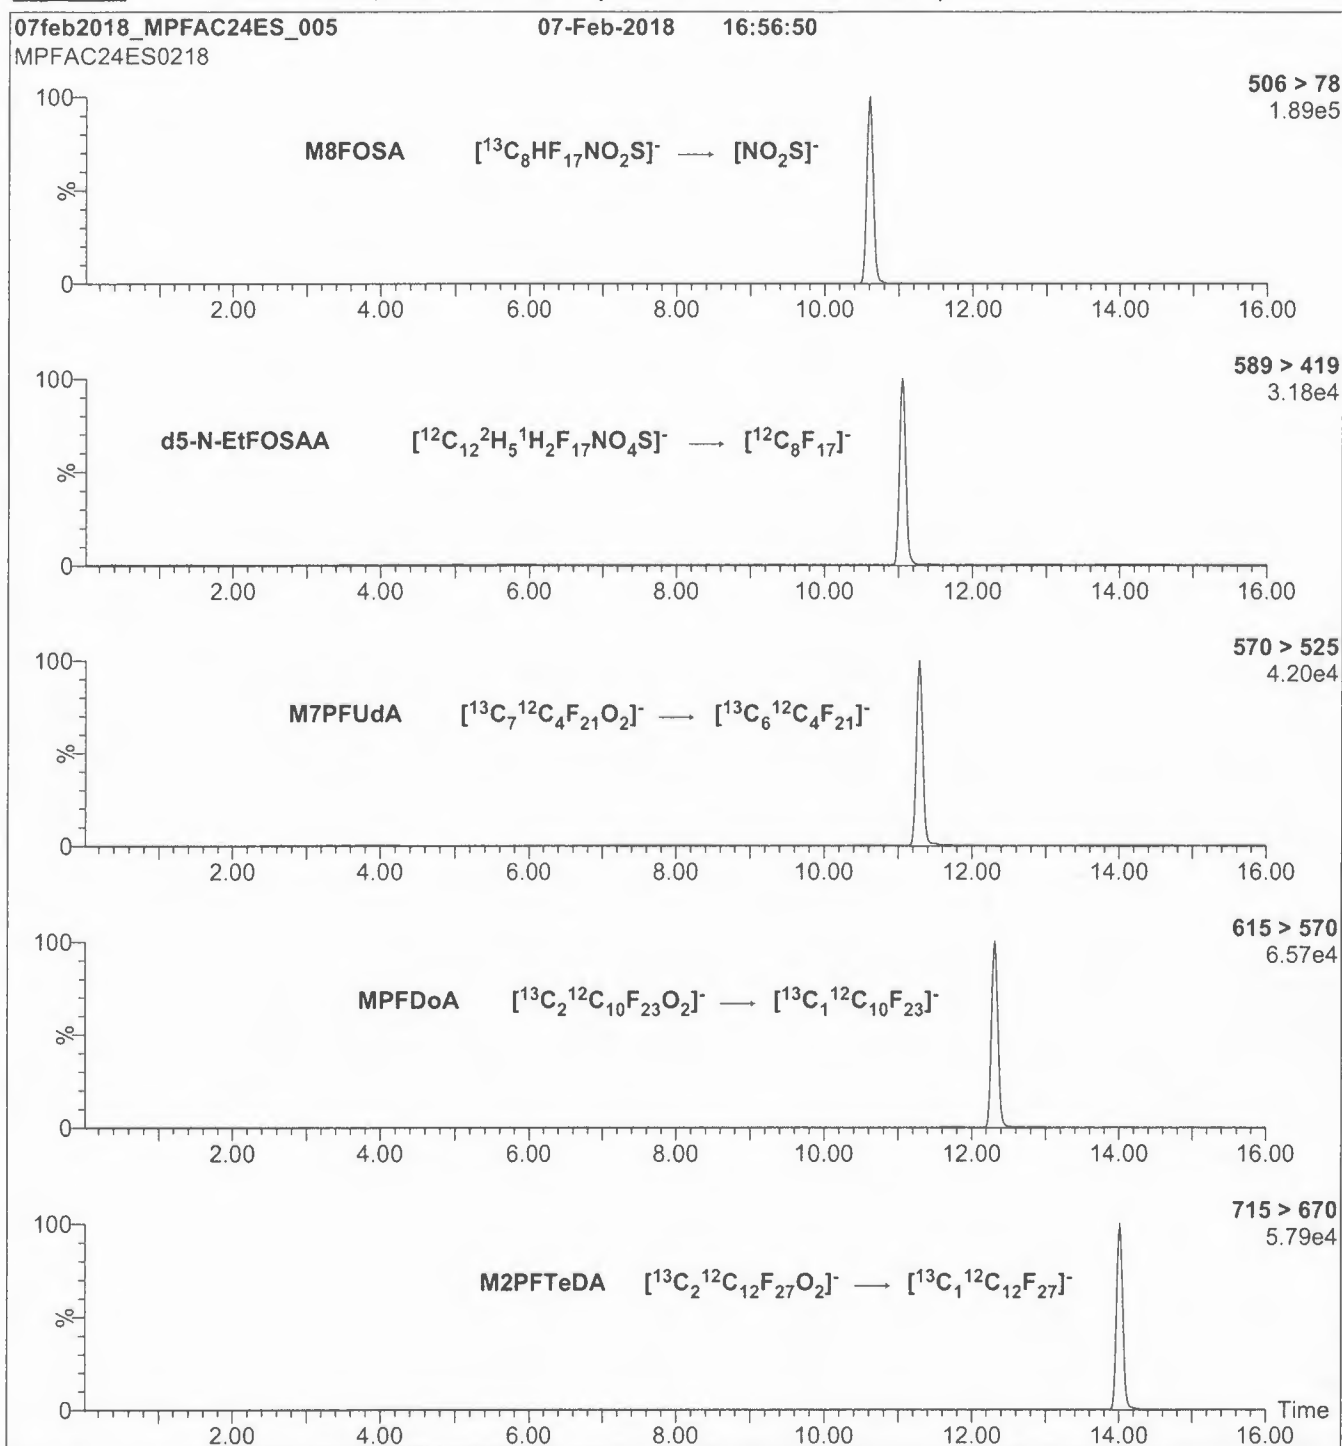 07feb2018_MPFAC24ES_005 07-Feb-2018 16:56:50
MPFAC24ES0218
506 > 78
1.89e5
100
M8FOSA [¹³C₈HF₁₇NO₂S]⁻ → [NO₂S]⁻
%
0
2.00 4.00 6.00 8.00 10.00 12.00 14.00 16.00
589 > 419
3.18e4
100
d5-N-EtFOSAA [¹²C₁₂²H₅¹H₂F₁₇NO₄S]⁻ → [¹²C₈F₁₇]⁻
%
0
2.00 4.00 6.00 8.00 10.00 12.00 14.00 16.00
570 > 525
4.20e4
100
M7PFUdA [¹³C₇¹²C₄F₂₁O₂]⁻ → [¹³C₆¹²C₄F₂₁]⁻
%
0
2.00 4.00 6.00 8.00 10.00 12.00 14.00 16.00
615 > 570
6.57e4
100
MPFDoA [¹³C₂¹²C₁₀F₂₃O₂]⁻ → [¹³C₁¹²C₁₀F₂₃]⁻
%
0
2.00 4.00 6.00 8.00 10.00 12.00 14.00 16.00
715 > 670
5.79e4
100
M2PFTeDA [¹³C₂¹²C₁₂F₂₇O₂]⁻ → [¹³C₁¹²C₁₂F₂₇]⁻
%
0
Time
2.00 4.00 6.00 8.00 10.00 12.00 14.00 16.00